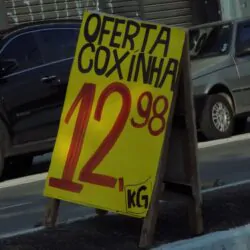 OFERTA
COXINHA
12,98
KG